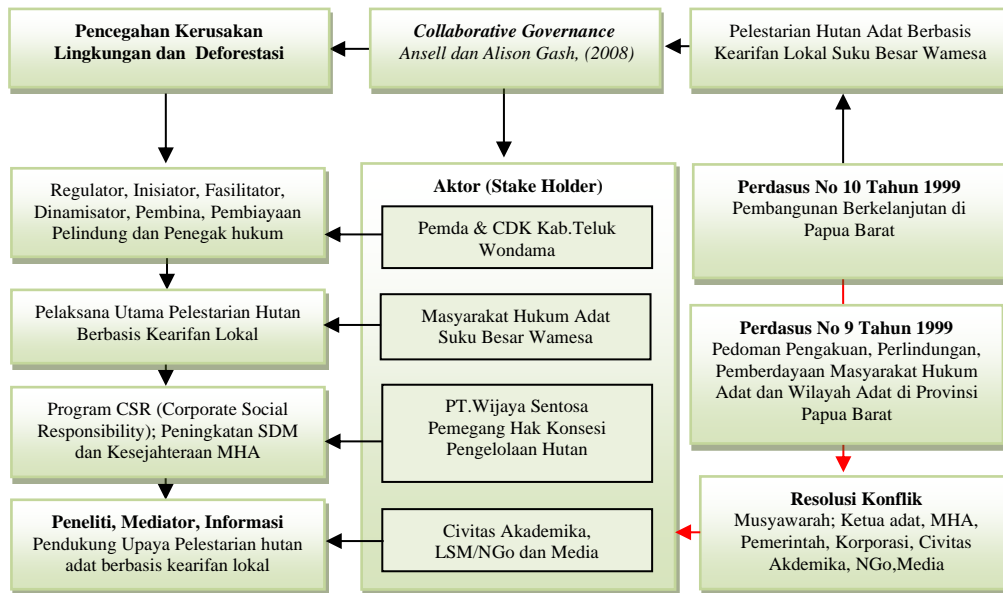 Pencegahan Kerusakan
Lingkungan dan Deforestasi
Collaborative Governance
Ansell dan Alison Gash, (2008)
Pelestarian Hutan Adat Berbasis
Kearifan Lokal Suku Besar Wamesa
Regulator, Inisiator, Fasilitator,
Dinamisator, Pembina, Pembiayaan
Pelindung dan Penegak hukum
Pelaksana Utama Pelestarian Hutan
Berbasis Kearifan Lokal
Program CSR (Corporate Social
Responsibility); Peningkatan SDM
dan Kesejahteraan MHA
Peneliti, Mediator, Informasi
Pendukung Upaya Pelestarian hutan
adat berbasis kearifan lokal
Aktor (Stake Holder)
Pemda & CDK Kab.Teluk
Wondama
Masyarakat Hukum Adat
Suku Besar Wamesa
PT.Wijaya Sentosa
Pemegang Hak Konsesi
Pengelolaan Hutan
Civitas Akademika,
LSM/NGo dan Media
Perdasus No 10 Tahun 1999
Pembangunan Berkelanjutan di
Papua Barat
Perdasus No 9 Tahun 1999
Pedoman Pengakuan, Perlindungan,
Pemberdayaan Masyarakat Hukum
Adat dan Wilayah Adat di Provinsi
Papua Barat
Resolusi Konflik
Musyawarah; Ketua adat, MHA,
Pemerintah, Korporasi, Civitas
Akdemika, NGo,Media